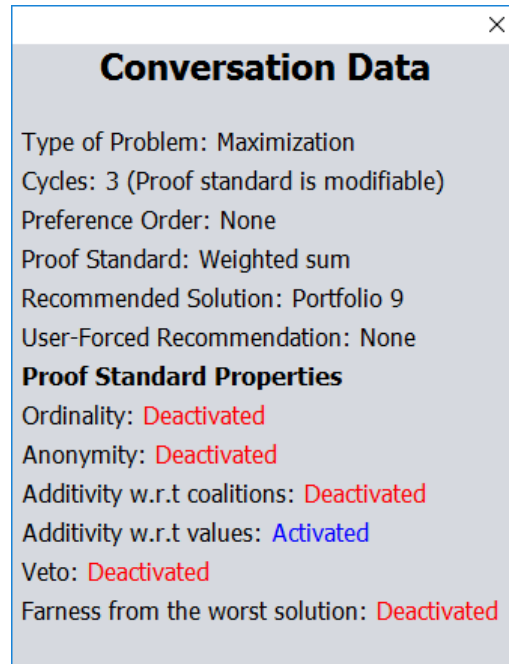 Conversation Data
Type of Problem: Maximization
Cycles: 3 (Proof standard is modifiable)
Preference Order: None
Proof Standard: Weighted sum
Recommended Solution: Portfolio 9
User-Forced Recommendation: None
Proof Standard Properties
Ordinality: Deactivated
Anonymity: Deactivated
Additivity w.r.t coalitions: Deactivated
Additivity w.r.t values: Activated
Veto: Deactivated
Farness from the worst solution: Deactivated